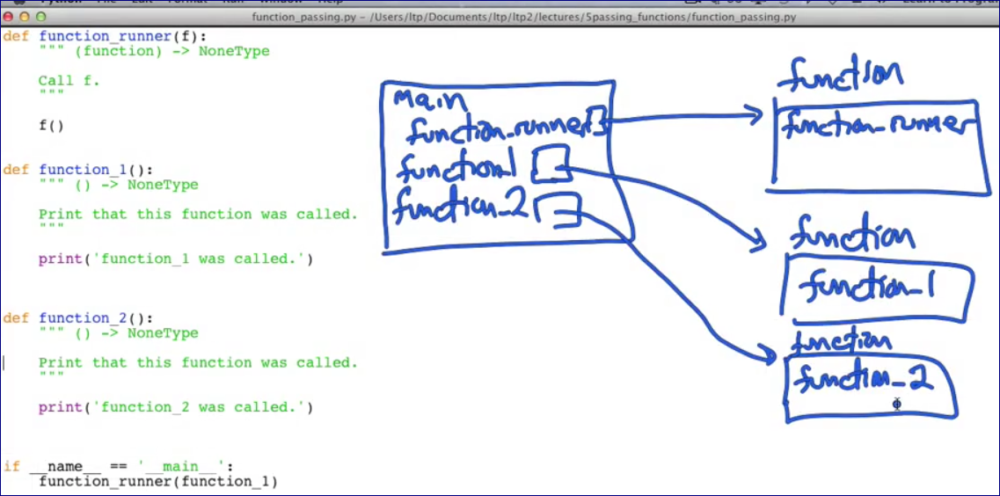 function_passing.py – /Users/ltp/Documents/ltp/ltp2/lectures/5passing_functions/function_passing.py
def function_runner(f):
    """ (function) -> NoneType
    Call f.
    """
    f()
def function_1():
    """ () -> NoneType
    Print that this function was called.
    """
    print('function_1 was called.')
def function_2():
    """ () -> NoneType
    Print that this function was called.
    """
    print('function_2 was called.')
if __name__ == '__main__':
    function_runner(function_1)
Main
function_runner
function1
function_2
function
function_runner
function
function_1
function
function_2